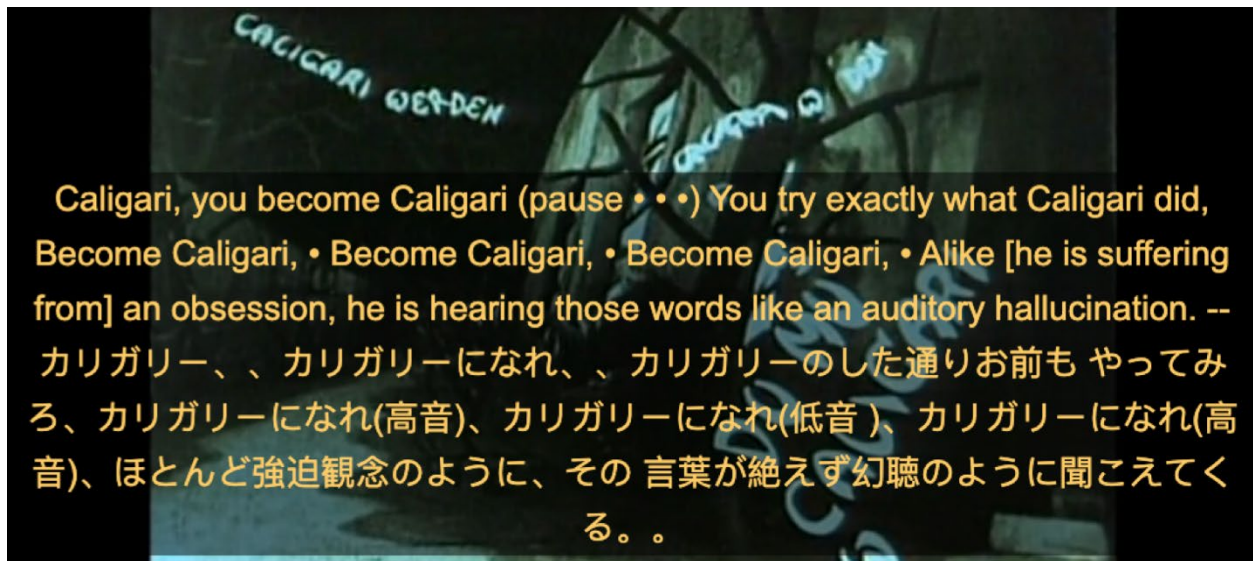 CALIGARI WERDEN
CALIGARI W DEN
Caligari, you become Caligari (pause • • •) You try exactly what Caligari did,
Become Caligari, • Become Caligari, • Become Caligari, • Alike [he is suffering
from] an obsession, he is hearing those words like an auditory hallucination. --
カリガリー、、カリガリーになれ、、カリガリーのした通りお前も やってみ
ろ、カリガリーになれ(高音)、カリガリーになれ(低音 )、カリガリーになれ(高
音)、ほとんど強迫観念のように、その 言葉が絶えず幻聴のように聞こえてく
る。。
DU MU
CALIGARI